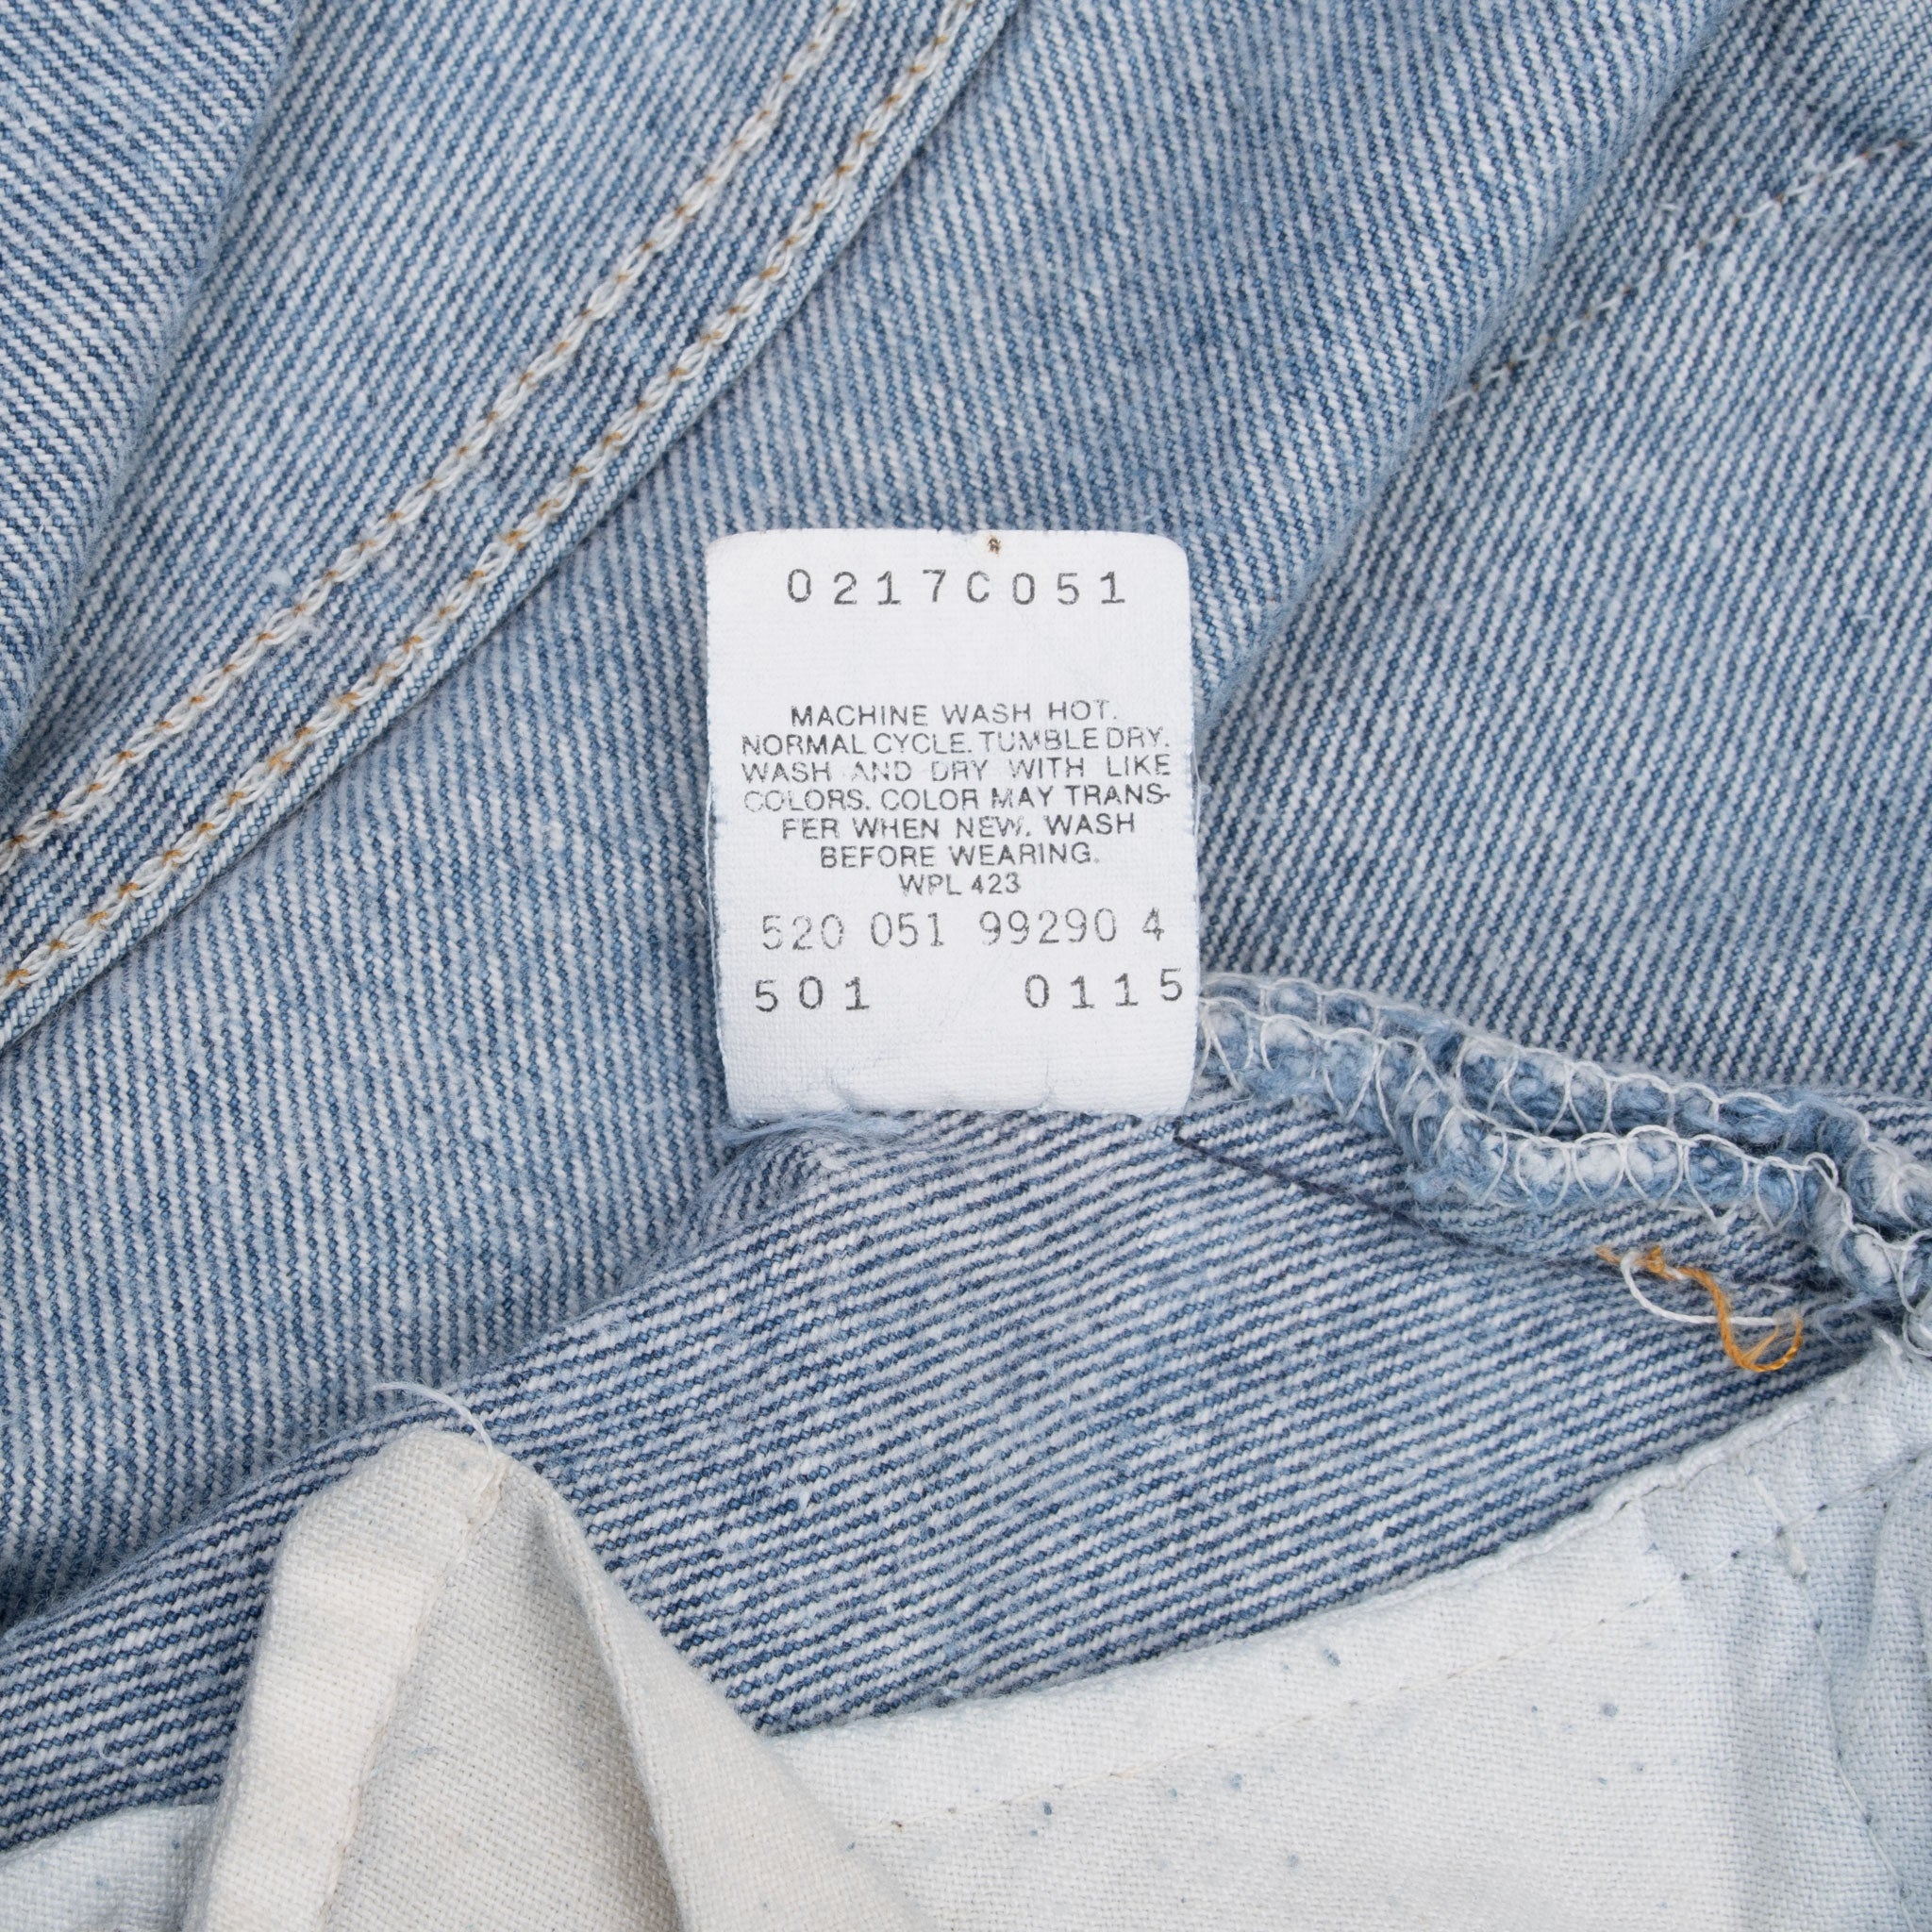 0217C051
MACHINE WASH HOT.
NORMAL CYCLE. TUMBLE DRY.
WASH AND DRY WITH LIKE
COLORS. COLOR MAY TRANS-
FER WHEN NEW. WASH
BEFORE WEARING.
WPL 423
520 051 99290 4
501 0115